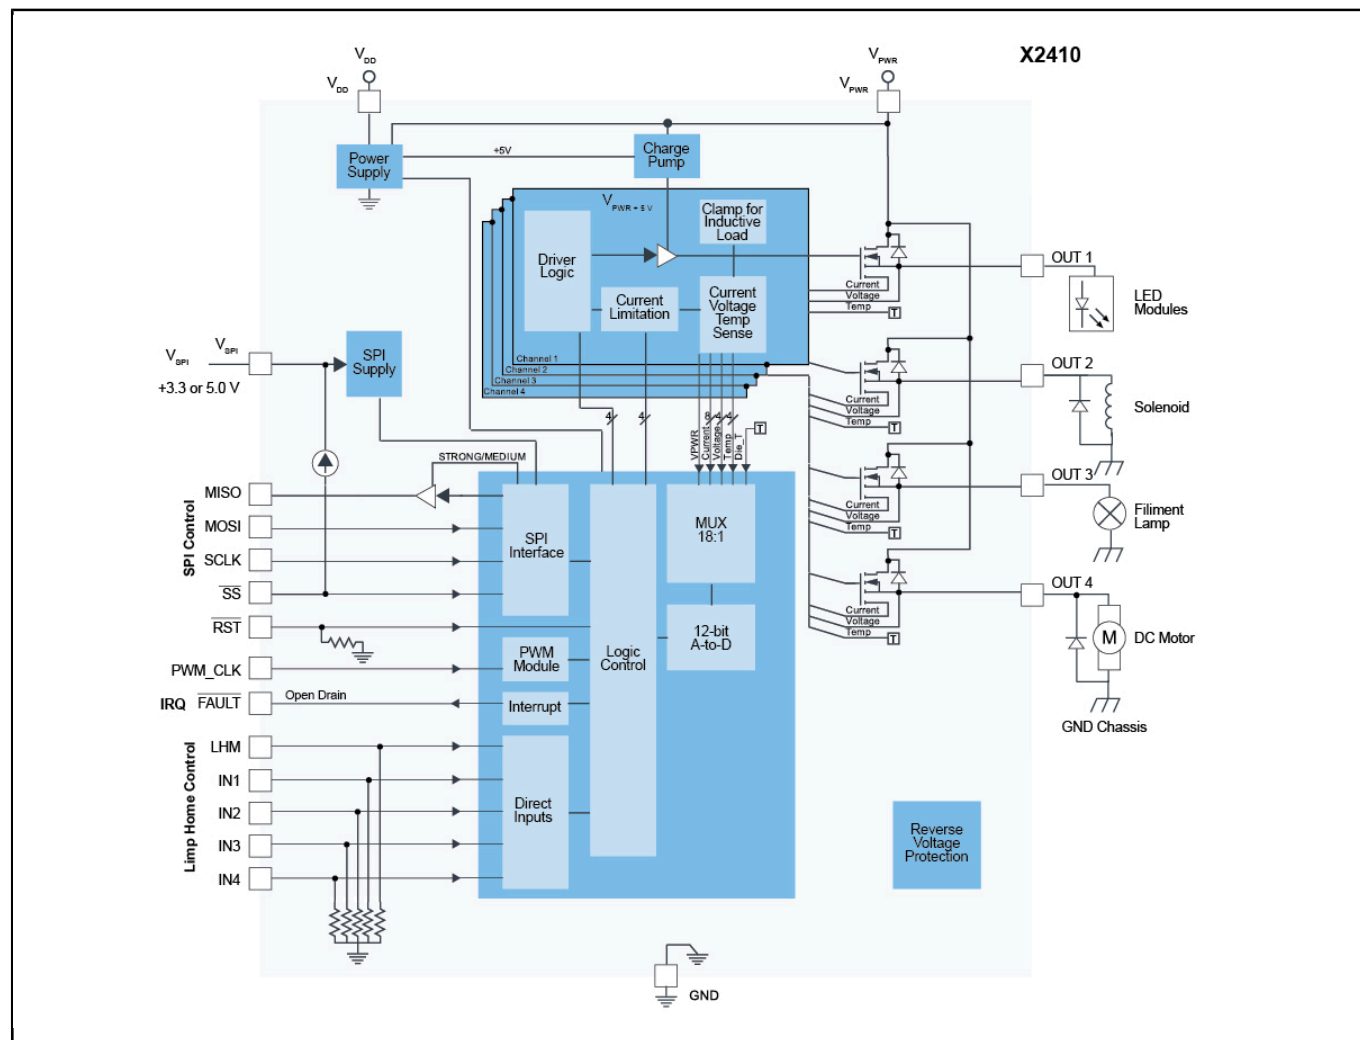 X2410
VDD
VDD
VPWR
VPWR
Power
Supply
+5V
Charge
Pump
VPWR + 5 V
Clamp for
Inductive
Load
Driver
Logic
Current
Limitation
Current
Voltage
Temp
Sense
Channel 1
Channel 2
Channel 3
Channel 4
Current
Voltage
Temp
T
OUT 1
LED
Modules
VSPI
VSPI
+3.3 or 5.0 V
SPI
Supply
Current
Voltage
Temp
T
OUT 2
Solenoid
4
4
8
4
4
VPWR
Current
Voltage
Temp
Die_T
T
STRONG/MEDIUM
Current
Voltage
Temp
T
OUT 3
Filiment
Lamp
SPI Control
MISO
MOSI
SCLK
SS
RST
PWM_CLK
IRQ FAULT
Open Drain
SPI
Interface
PWM
Module
Interrupt
Logic
Control
MUX
18:1
12-bit
A-to-D
Current
Voltage
Temp
T
OUT 4
M
DC Motor
GND Chassis
Limp Home Control
LHM
IN1
IN2
IN3
IN4
Direct
Inputs
Reverse
Voltage
Protection
GND